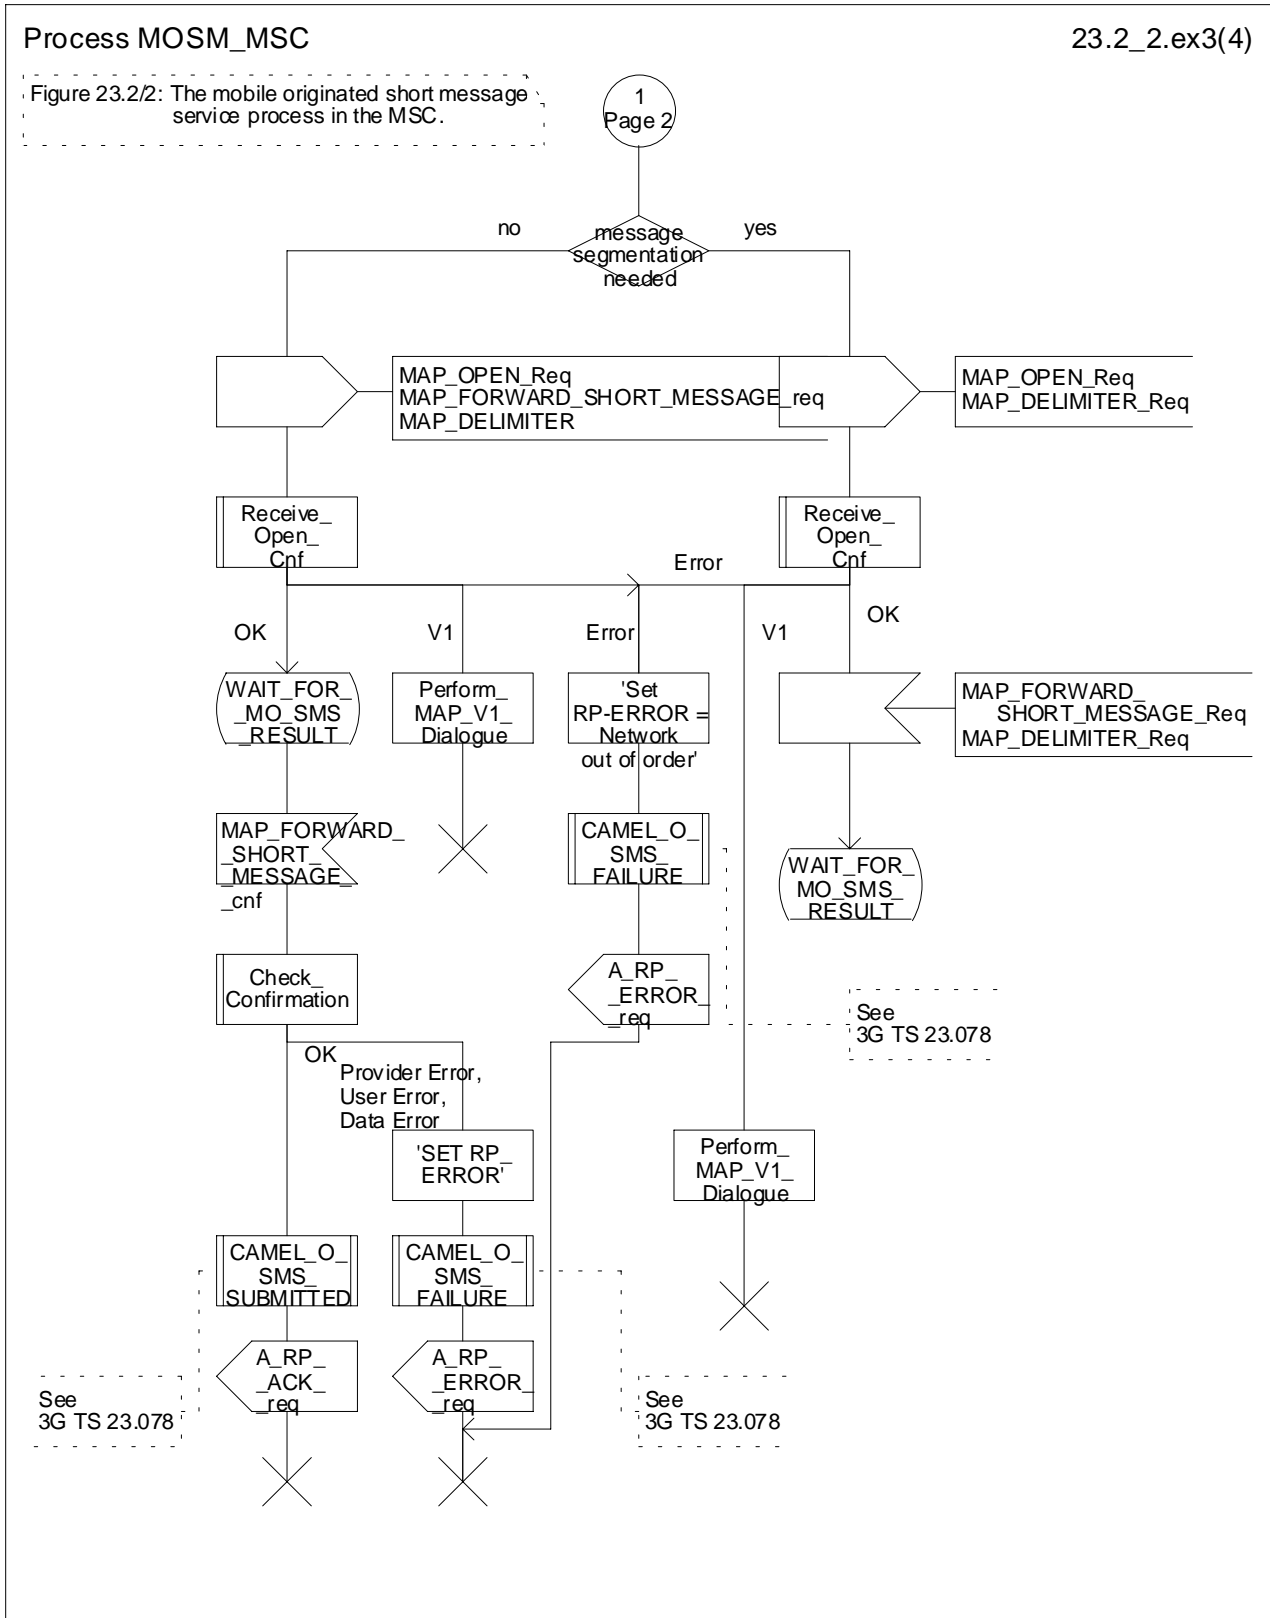 Process MOSM_MSC
23.2_2.ex3(4)
Figure 23.2/2: The mobile originated short message
service process in the MSC.
1
Page 2
no
message
segmentation
needed
yes
MAP_OPEN_Req
MAP_FORWARD_SHORT_MESSAGE_req
MAP_DELIMITER
MAP_OPEN_Req
MAP_DELIMITER_Req
Receive_
Open_
Cnf
Receive_
Open_
Cnf
Error
OK
V1
Error
V1
OK
WAIT_FOR_
_MO_SMS
_RESULT
Perform_
MAP_V1_
Dialogue
'Set
RP-ERROR =
Network
out of order'
MAP_FORWARD_
SHORT_MESSAGE_Req
MAP_DELIMITER_Req
MAP_FORWARD_
_SHORT_
_MESSAGE_
_cnf
CAMEL_O_
SMS_
FAILURE
WAIT_FOR_
MO_SMS_
RESULT
Check_
Confirmation
A_RP_
_ERROR_
_req
See
3G TS 23.078
OK
Provider Error,
User Error,
Data Error
'SET RP_
ERROR'
Perform_
MAP_V1_
Dialogue
CAMEL_O_
SMS_
SUBMITTED
CAMEL_O_
SMS_
FAILURE
A_RP_
_ACK_
_req
A_RP_
_ERROR_
_req
See
3G TS 23.078
See
3G TS 23.078